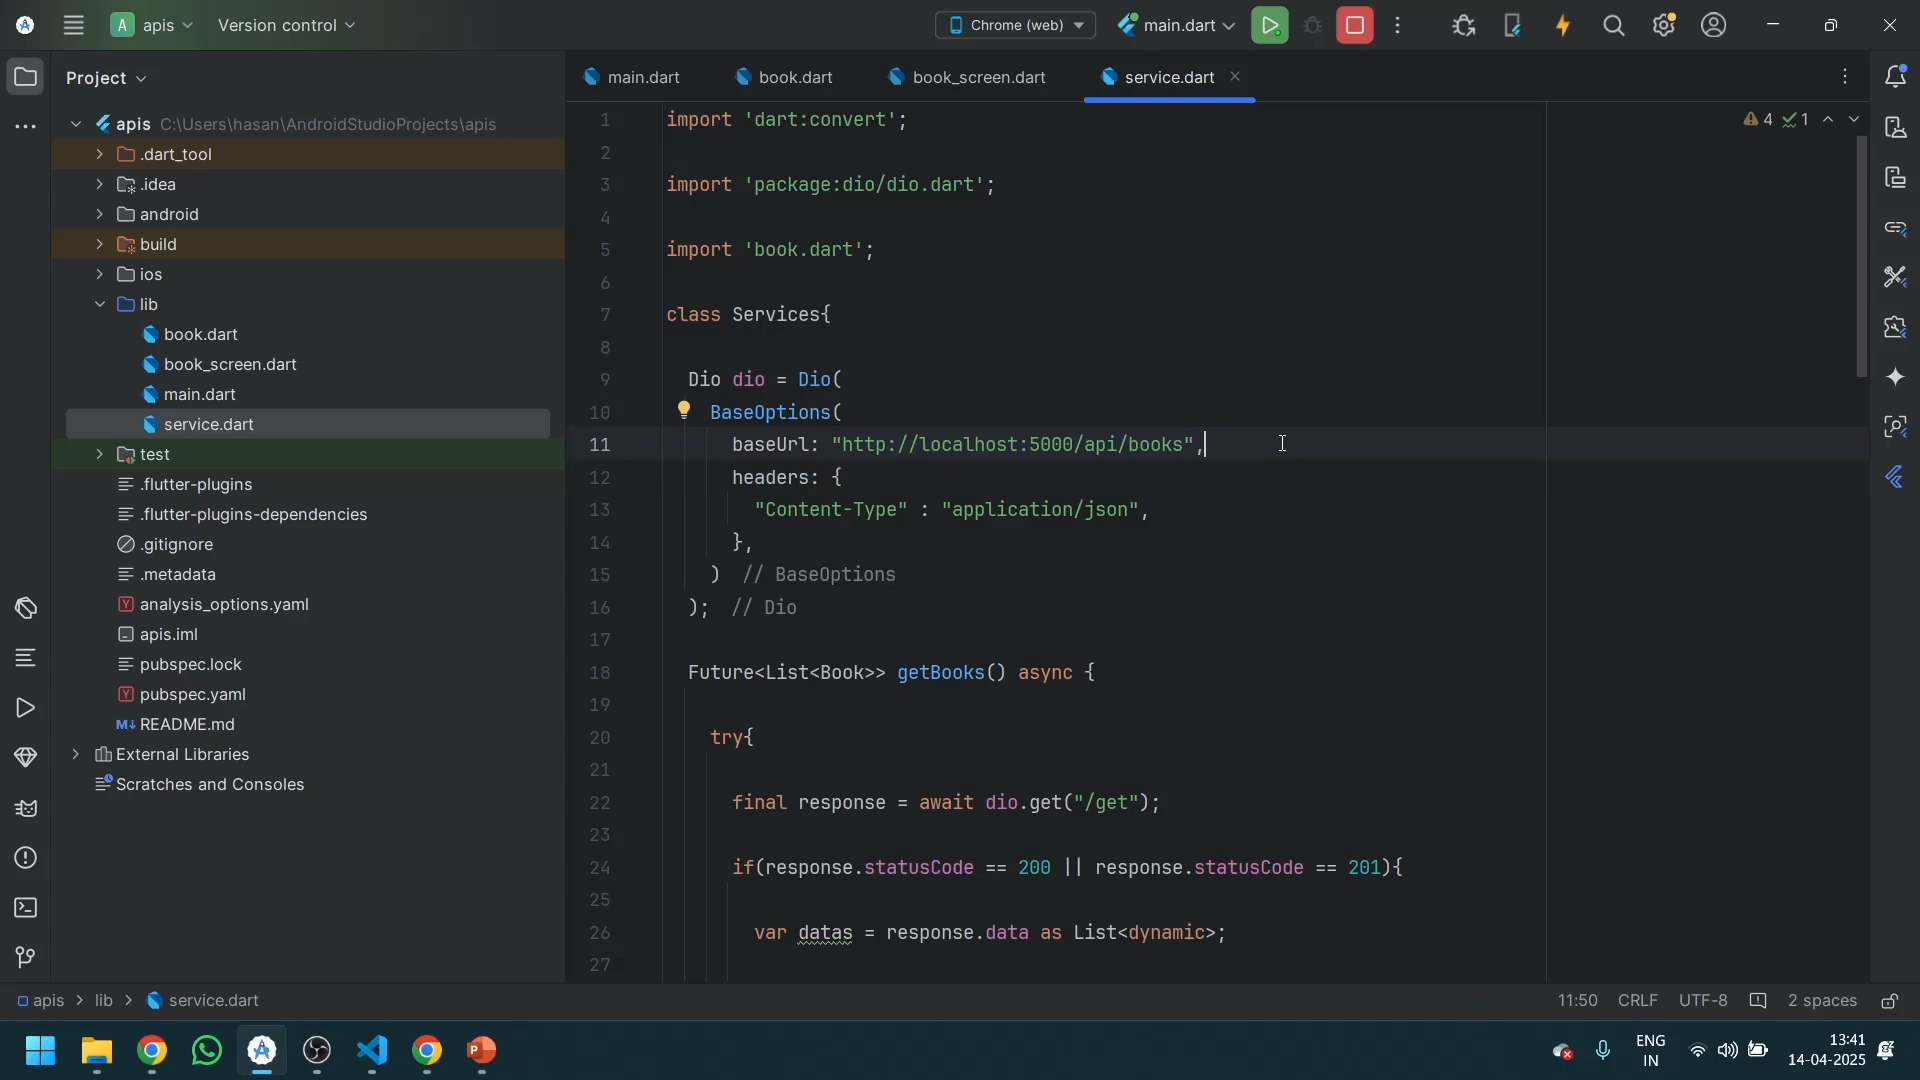 A apis
Version control
Chrome (web)
main.dart
Project
main.dart
book.dart
book_screen.dart
service.dart
4
1
apis C:\Users\hasan\AndroidStudioProjects\apis
.dart_tool
.idea
android
build
ios
lib
book.dart
book_screen.dart
main.dart
service.dart
test
.flutter-plugins
.flutter-plugins-dependencies
.gitignore
.metadata
analysis_options.yaml
apis.iml
pubspec.lock
pubspec.yaml
M↓ README.md
External Libraries
Scratches and Consoles
1 import 'dart:convert';
2
3 import 'package:dio/dio.dart';
4
5 import 'book.dart';
6
7 class Services{
8
9 Dio dio = Dio(
10 BaseOptions(
11 baseUrl: "http://localhost:5000/api/books",
12 headers: {
13 "Content-Type" : "application/json",
14 },
15 ) // BaseOptions
16 ); // Dio
17
18 Future<List<Book>> getBooks() async {
19
20 try{
21
22 final response = await dio.get("/get");
23
24 if(response.statusCode == 200 || response.statusCode == 201){
25
26 var datas = response.data as List<dynamic>;
27
apis > lib > service.dart
11:50 CRLF UTF-8 2 spaces
ENG
IN
13:41
14-04-2025